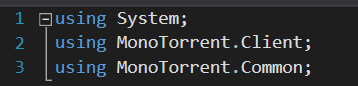 1 using System;
2 using MonoTorrent.Client;
3 using MonoTorrent.Common;